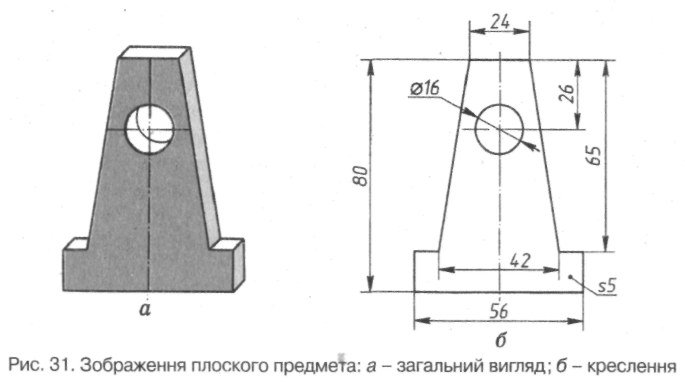 24
ø16
26
80
65
42
s5
56
а
б
Рис. 31. Зображення плоского предмета: а – загальний вигляд; б – креслення